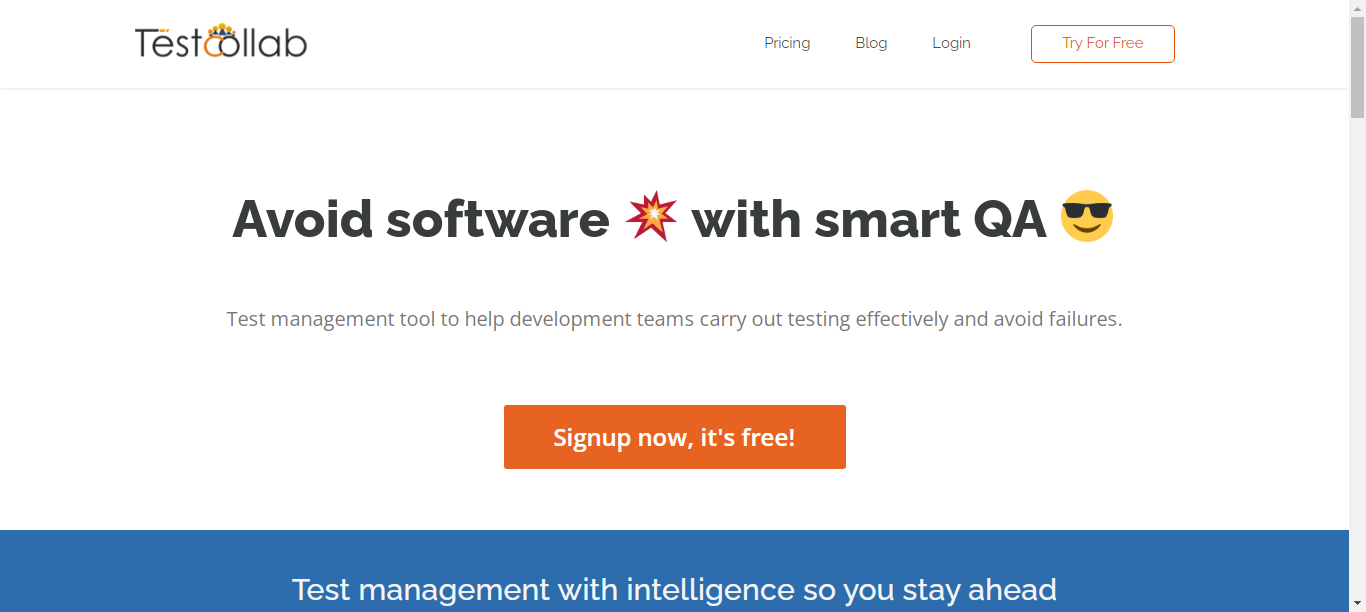 TestCollab
Pricing
Blog
Login
Try For Free
Avoid software 💥 with smart QA 😎
Test management tool to help development teams carry out testing effectively and avoid failures.
Signup now, it's free!
Test management with intelligence so you stay ahead